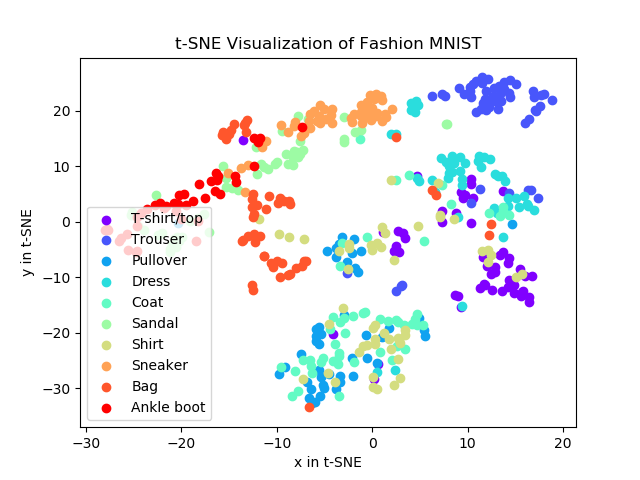 t-SNE Visualization of Fashion MNIST
y in t-SNE
20
10
0
−10
−20
−30
T-shirt/top
Trouser
Pullover
Dress
Coat
Sandal
Shirt
Sneaker
Bag
Ankle boot
−30 −20 −10 0 10 20
x in t-SNE